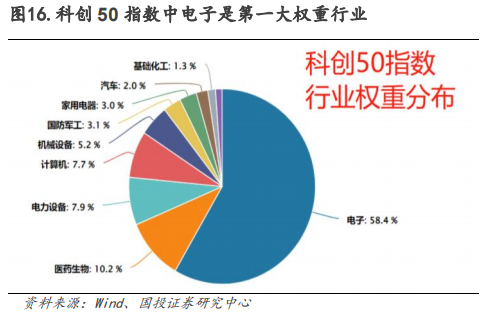 图16.科创 50 指数中电子是第一大权重行业
科创50指数
行业权重分布
基础化工: 1.3 %
汽车: 2.0 %
家用电器: 3.0 %
国防军工: 3.1 %
机械设备: 5.2 %
计算机: 7.7 %
电力设备: 7.9 %
医药生物: 10.2 %
电子: 58.4 %
资料来源: Wind、国投证券研究中心